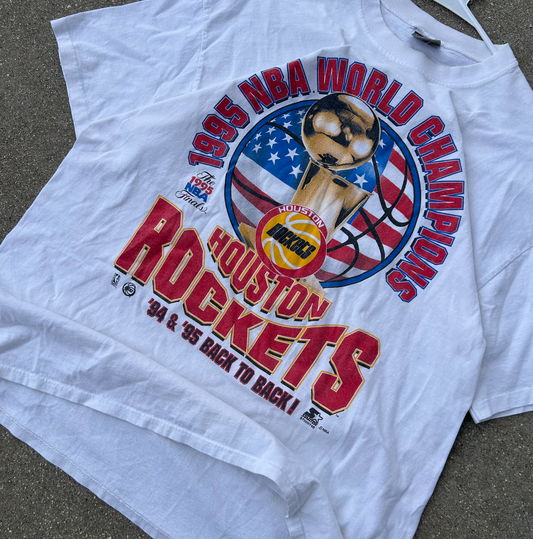 1995 NBA WORLD CHAMPIONS
The
1995
NBA
Finals
HOUSTON
ROCKETS
HOUSTON
ROCKETS
'94 & '95 BACK TO BACK!